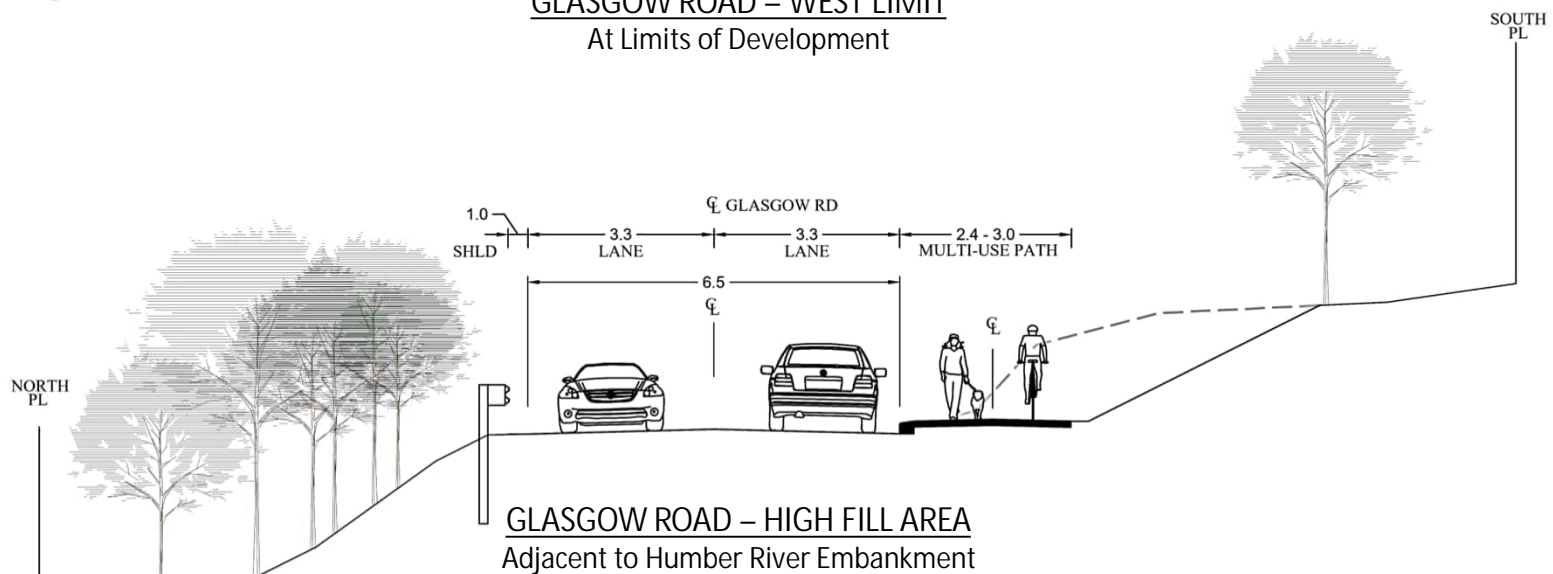 GLASGOW ROAD – WEST LIMIT
At Limits of Development
SOUTH
PL
℄ GLASGOW RD
1.0
3.3
3.3
2.4 - 3.0
SHLD
LANE
LANE
MULTI-USE PATH
6.5
℄
℄
NORTH
PL
GLASGOW ROAD – HIGH FILL AREA
Adjacent to Humber River Embankment